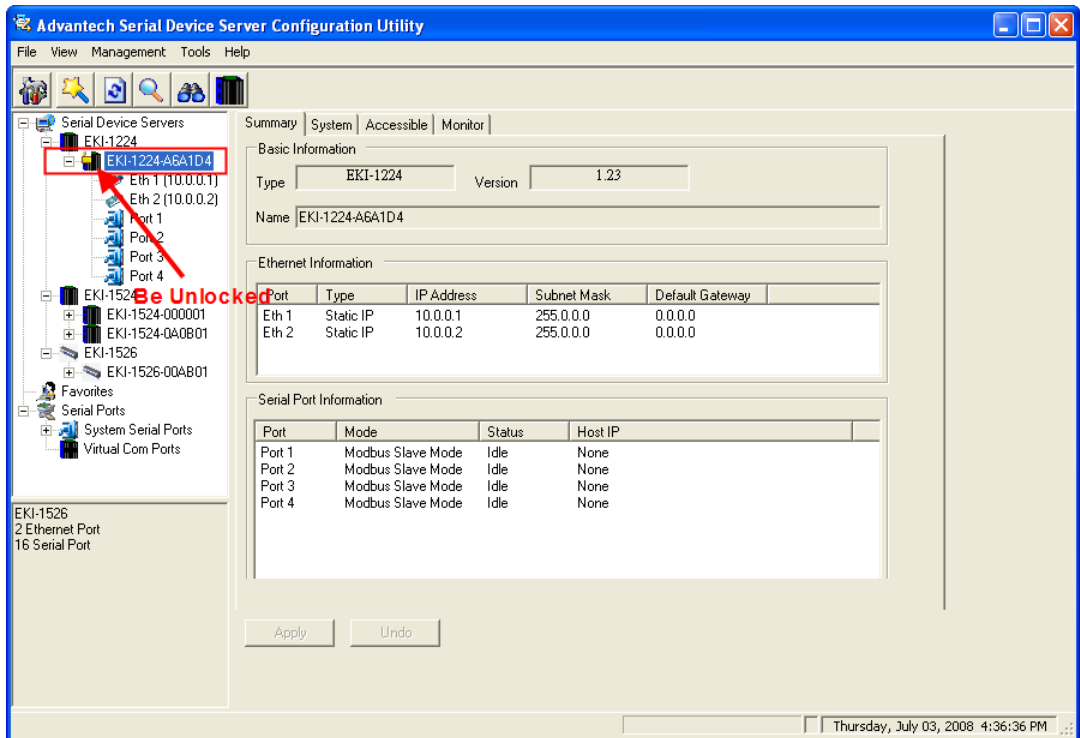 Advantech Serial Device Server Configuration Utility
File View Management Tools Help
Serial Device Servers
EKI-1224
EKI-1224-A6A1D4
Eth 1 (10.0.0.1)
Eth 2 (10.0.0.2)
Port 1
Port 2
Port 3
Port 4
EKI-1524
Be Unlocked
EKI-1524-000001
EKI-1524-0A0B01
EKI-1526
EKI-1526-00AB01
Favorites
Serial Ports
System Serial Ports
Virtual Com Ports
EKI-1526
2 Ethernet Port
16 Serial Port
Summary System Accessible Monitor
Basic Information
Type EKI-1224 Version 1.23
Name EKI-1224-A6A1D4
Ethernet Information
Port Type IP Address Subnet Mask Default Gateway
Eth 1 Static IP 10.0.0.1 255.0.0.0 0.0.0.0
Eth 2 Static IP 10.0.0.2 255.0.0.0 0.0.0.0
Serial Port Information
Port Mode Status Host IP
Port 1 Modbus Slave Mode Idle None
Port 2 Modbus Slave Mode Idle None
Port 3 Modbus Slave Mode Idle None
Port 4 Modbus Slave Mode Idle None
Apply Undo
Thursday, July 03, 2008 4:36:36 PM